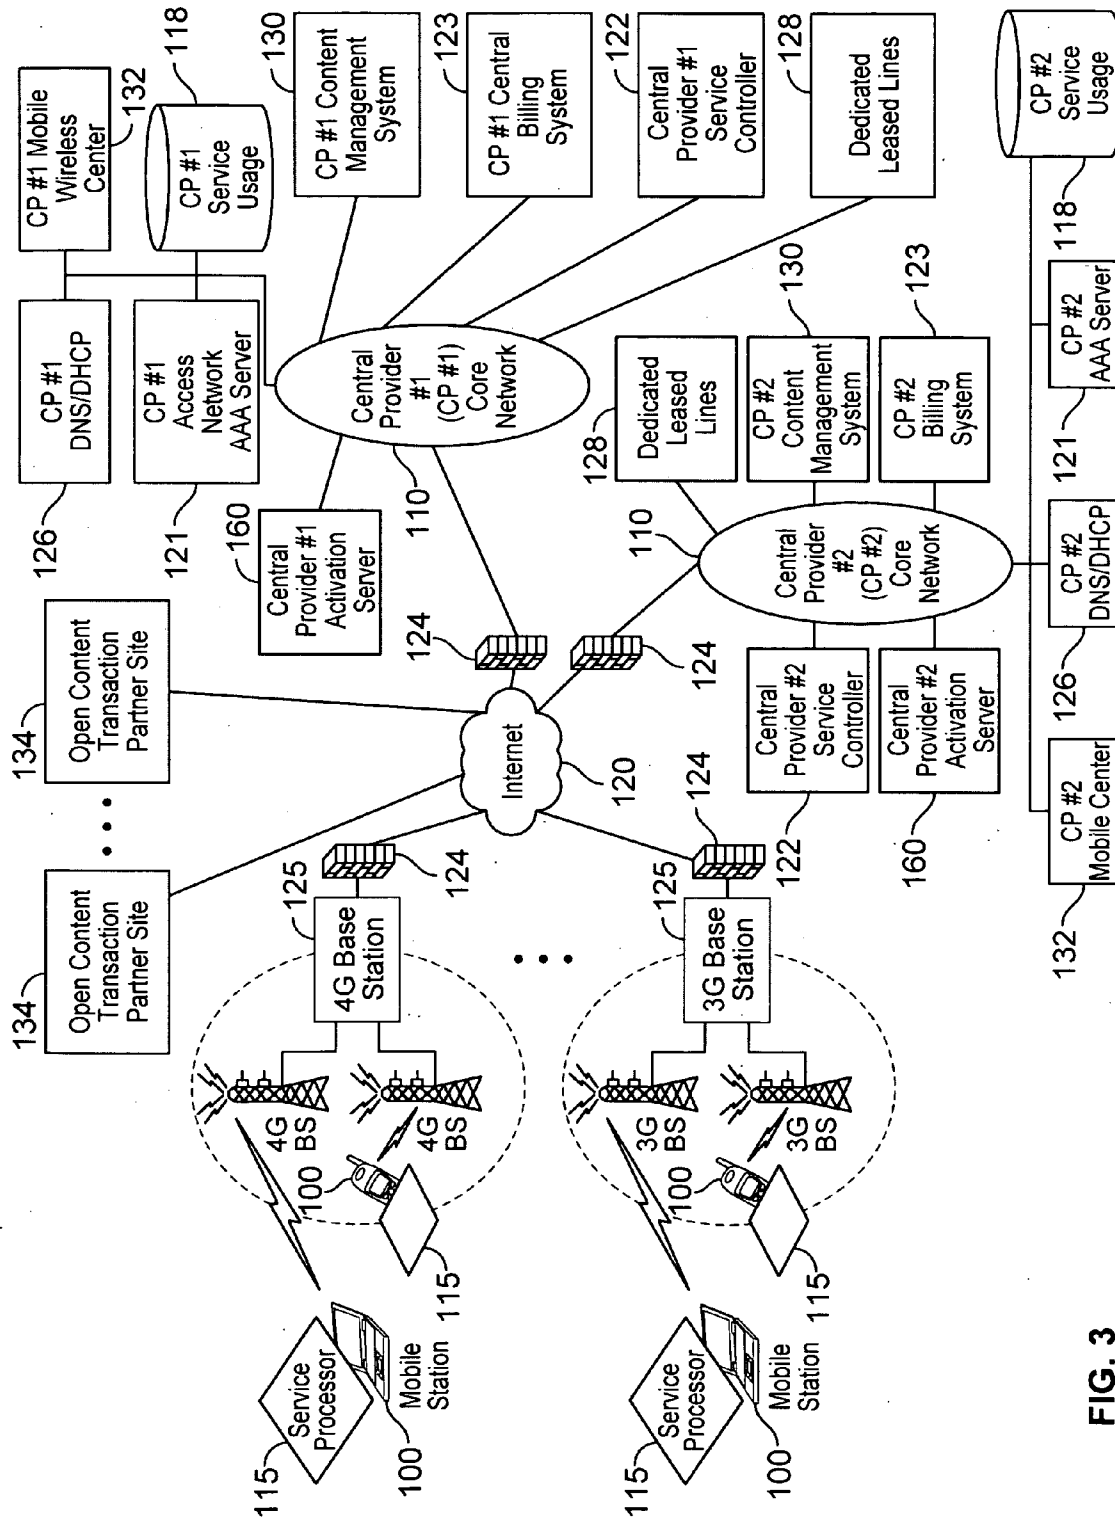 134
Open Content
Transaction
Partner Site
134
Open Content
Transaction
Partner Site
126
CP #1
DNS/DHCP
CP #1 Mobile
Wireless
Center
132
121
CP #1
Access
Network
AAA Server
CP #1
Service
Usage
118
160
Central
Provider #1
Activation
Server
110
Central
Provider
#1
(CP #1)
Core
Network
CP #1 Content
Management
System
130
CP #1 Central
Billing
System
123
Central
Provider #1
Service
Controller
122
Dedicated
Leased Lines
128
115
Service
Processor
100
Mobile
Station
115
100
4G
BS
4G
BS
4G Base
Station
125
124
Internet
120
124
124
115
Service
Processor
100
Mobile
Station
115
100
3G
BS
3G
BS
3G Base
Station
125
124
110
128
Dedicated
Leased
Lines
122
Central
Provider #2
Service
Controller
Central
Provider
#2
(CP #2)
Core
Network
CP #2
Content
Management
System
130
160
Central
Provider #2
Activation
Server
CP #2
Billing
System
123
132
CP #2
Mobile Center
126
CP #2
DNS/DHCP
121
CP #2
AAA Server
118
CP #2
Service
Usage
FIG. 3